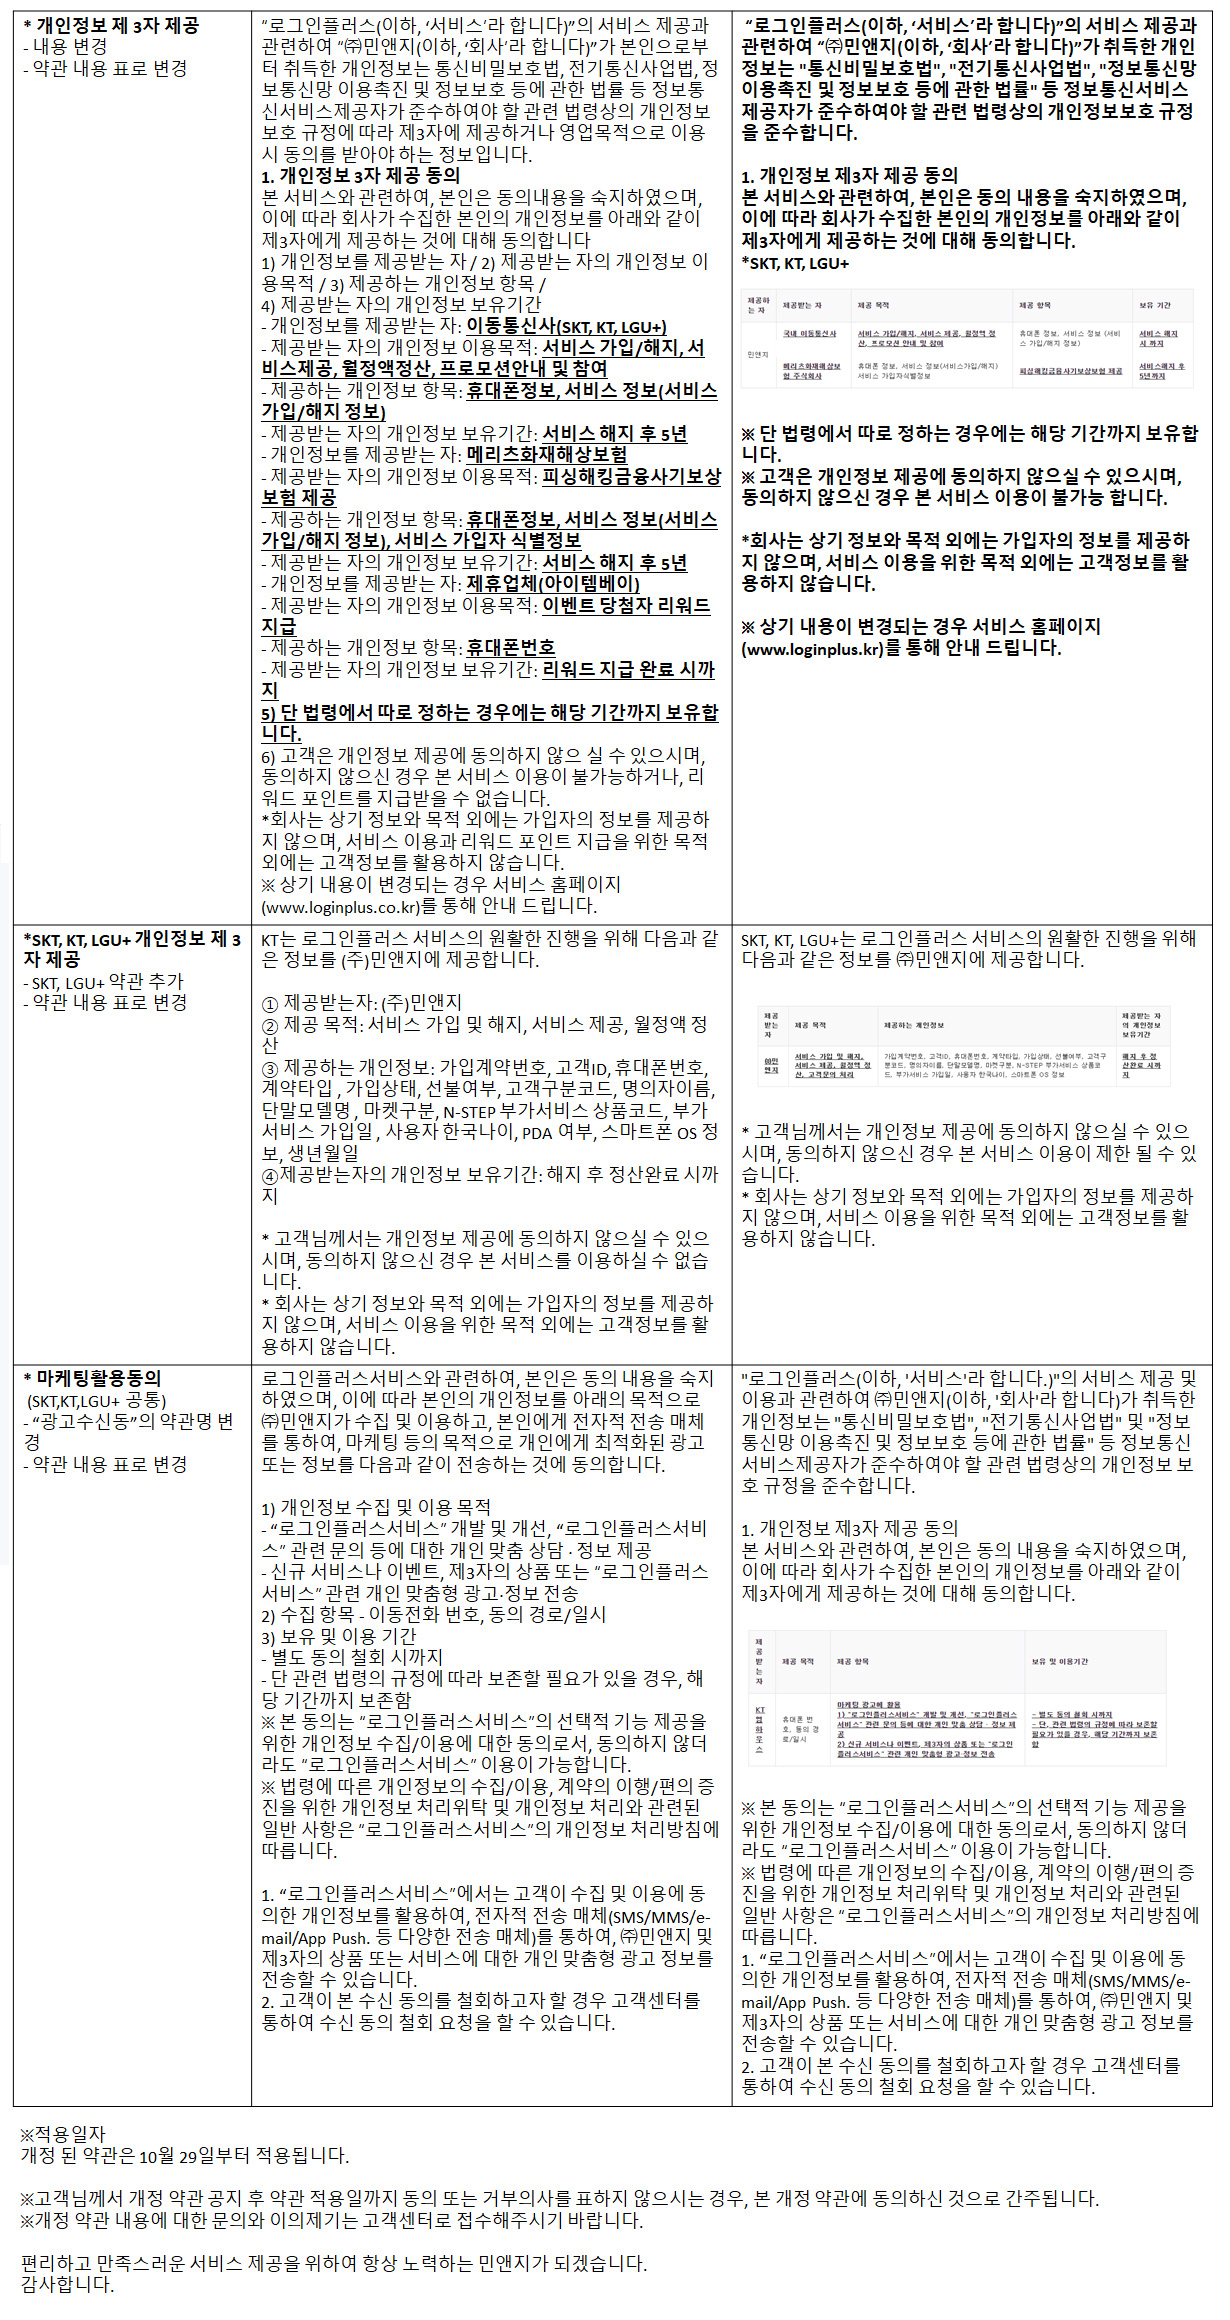 * 개인정보 제 3자 제공
- 내용 변경
- 약관 내용 표로 변경
“로그인플러스(이하, ‘서비스’라 합니다)”의 서비스 제공과
관련하여 “㈜민앤지(이하, ‘회사’라 합니다)”가 본인으로부
터 취득한 개인정보는 통신비밀보호법, 전기통신사업법, 정
보통신망 이용촉진 및 정보보호 등에 관한 법률 등 정보통
신서비스제공자가 준수하여야 할 관련 법령상의 개인정보
보호 규정에 따라 제3자에 제공하거나 영업목적으로 이용
시 동의를 받아야 하는 정보입니다.
1. 개인정보 3자 제공 동의
본 서비스와 관련하여, 본인은 동의내용을 숙지하였으며,
이에 따라 회사가 수집한 본인의 개인정보를 아래와 같이
제3자에게 제공하는 것에 대해 동의합니다
1) 개인정보를 제공받는 자 / 2) 제공받는 자의 개인정보 이
용목적 / 3) 제공하는 개인정보 항목 /
4) 제공받는 자의 개인정보 보유기간
- 개인정보를 제공받는 자: 이동통신사(SKT, KT, LGU+)
- 제공받는 자의 개인정보 이용목적: 서비스 가입/해지, 서
비스제공, 월정액정산, 프로모션안내 및 참여
- 제공하는 개인정보 항목: 휴대폰정보, 서비스 정보(서비스
가입/해지 정보)
- 제공받는 자의 개인정보 보유기간: 서비스 해지 후 5년
- 개인정보를 제공받는 자: 메리츠화재해상보험
- 제공받는 자의 개인정보 이용목적: 피싱해킹금융사기보상
보험 제공
- 제공하는 개인정보 항목: 휴대폰정보, 서비스 정보(서비스
가입/해지 정보), 서비스 가입자 식별정보
- 제공받는 자의 개인정보 보유기간: 서비스 해지 후 5년
- 개인정보를 제공받는 자: 제휴업체(아이템베이)
- 제공받는 자의 개인정보 이용목적: 이벤트 당첨자 리워드
지급
- 제공하는 개인정보 항목: 휴대폰번호
- 제공받는 자의 개인정보 보유기간: 리워드 지급 완료 시까
지
5) 단 법령에서 따로 정하는 경우에는 해당 기간까지 보유합
니다.
6) 고객은 개인정보 제공에 동의하지 않으 실 수 있으시며,
동의하지 않으신 경우 본 서비스 이용이 불가능하거나, 리
워드 포인트를 지급받을 수 없습니다.
*회사는 상기 정보와 목적 외에는 가입자의 정보를 제공하
지 않으며, 서비스 이용과 리워드 포인트 지급을 위한 목적
외에는 고객정보를 활용하지 않습니다.
※ 상기 내용이 변경되는 경우 서비스 홈페이지
(www.loginplus.co.kr)를 통해 안내 드립니다.
“로그인플러스(이하, ‘서비스’라 합니다)”의 서비스 제공과
관련하여 “㈜민앤지(이하, ‘회사’라 합니다)”가 취득한 개인
정보는 "통신비밀보호법", "전기통신사업법", "정보통신망
이용촉진 및 정보보호 등에 관한 법률" 등 정보통신서비스
제공자가 준수하여야 할 관련 법령상의 개인정보보호 규정
을 준수합니다.
1. 개인정보 제3자 제공 동의
본 서비스와 관련하여, 본인은 동의 내용을 숙지하였으며,
이에 따라 회사가 수집한 본인의 개인정보를 아래와 같이
제3자에게 제공하는 것에 대해 동의합니다.
*SKT, KT, LGU+
제공하
는 자
제공받는 자
제공 목적
제공 항목
보유 기간
민앤지
국내 이동통신사
서비스 가입/해지, 서비스 제공, 월정액 정
산, 프로모션 안내 및 참여
휴대폰 정보, 서비스 정보 (서비
스 가입/해지 정보)
서비스 해지
시 까지
메리츠화재해상보
험 주식회사
휴대폰 정보, 서비스 정보(서비스가입/해지)
서비스 가입자식별정보
피싱해킹금융사기보상보험 제공
서비스해지 후
5년까지
※ 단 법령에서 따로 정하는 경우에는 해당 기간까지 보유합
니다.
※ 고객은 개인정보 제공에 동의하지 않으실 수 있으시며,
동의하지 않으신 경우 본 서비스 이용이 불가능 합니다.
*회사는 상기 정보와 목적 외에는 가입자의 정보를 제공하
지 않으며, 서비스 이용을 위한 목적 외에는 고객정보를 활
용하지 않습니다.
※ 상기 내용이 변경되는 경우 서비스 홈페이지
(www.loginplus.kr)를 통해 안내 드립니다.
*SKT, KT, LGU+ 개인정보 제 3
자 제공
- SKT, LGU+ 약관 추가
- 약관 내용 표로 변경
KT는 로그인플러스 서비스의 원활한 진행을 위해 다음과 같
은 정보를 (주)민앤지에 제공합니다.
① 제공받는자: (주)민앤지
② 제공 목적: 서비스 가입 및 해지, 서비스 제공, 월정액 정
산
③ 제공하는 개인정보: 가입계약번호, 고객ID, 휴대폰번호,
계약타입 , 가입상태, 선불여부, 고객구분코드, 명의자이름,
단말모델명 , 마켓구분, N-STEP 부가서비스 상품코드, 부가
서비스 가입일 , 사용자 한국나이, PDA 여부, 스마트폰 OS 정
보, 생년월일
④제공받는자의 개인정보 보유기간: 해지 후 정산완료 시까
지
* 고객님께서는 개인정보 제공에 동의하지 않으실 수 있으
시며, 동의하지 않으신 경우 본 서비스를 이용하실 수 없습
니다.
* 회사는 상기 정보와 목적 외에는 가입자의 정보를 제공하
지 않으며, 서비스 이용을 위한 목적 외에는 고객정보를 활
용하지 않습니다.
SKT, KT, LGU+는 로그인플러스 서비스의 원활한 진행을 위해
다음과 같은 정보를 ㈜민앤지에 제공합니다.
제공
받는
자
제공 목적
제공하는 개인정보
제공받는 자
의 개인정보
보유기간
㈜민
앤지
서비스 가입 및 해지,
서비스 제공, 월정액 정
산, 고객문의 처리
가입계약번호, 고객ID, 휴대폰번호, 계약타입, 가입상태, 선불여부, 고객구
분코드, 명의자이름, 단말모델명, 마켓구분, N-STEP 부가서비스 상품코
드, 부가서비스 가입일, 사용자 한국나이, 스마트폰 OS 정보
해지 후 정
산완료 시까
지
* 고객님께서는 개인정보 제공에 동의하지 않으실 수 있으
시며, 동의하지 않으신 경우 본 서비스 이용이 제한 될 수 있
습니다.
* 회사는 상기 정보와 목적 외에는 가입자의 정보를 제공하
지 않으며, 서비스 이용을 위한 목적 외에는 고객정보를 활
용하지 않습니다.
* 마케팅활용동의
(SKT,KT,LGU+ 공통)
- “광고수신동”의 약관명 변
경
- 약관 내용 표로 변경
로그인플러스서비스와 관련하여, 본인은 동의 내용을 숙지
하였으며, 이에 따라 본인의 개인정보를 아래의 목적으로
㈜민앤지가 수집 및 이용하고, 본인에게 전자적 전송 매체
를 통하여, 마케팅 등의 목적으로 개인에게 최적화된 광고
또는 정보를 다음과 같이 전송하는 것에 동의합니다.
1) 개인정보 수집 및 이용 목적
- “로그인플러스서비스” 개발 및 개선, “로그인플러스서비
스” 관련 문의 등에 대한 개인 맞춤 상담 · 정보 제공
- 신규 서비스나 이벤트, 제3자의 상품 또는 “로그인플러스
서비스” 관련 개인 맞춤형 광고·정보 전송
2) 수집 항목 - 이동전화 번호, 동의 경로/일시
3) 보유 및 이용 기간
- 별도 동의 철회 시까지
- 단 관련 법령의 규정에 따라 보존할 필요가 있을 경우, 해
당 기간까지 보존함
※ 본 동의는 “로그인플러스서비스”의 선택적 기능 제공을
위한 개인정보 수집/이용에 대한 동의로서, 동의하지 않더
라도 “로그인플러스서비스” 이용이 가능합니다.
※ 법령에 따른 개인정보의 수집/이용, 계약의 이행/편의 증
진을 위한 개인정보 처리위탁 및 개인정보 처리와 관련된
일반 사항은 “로그인플러스서비스”의 개인정보 처리방침에
따릅니다.
1. “로그인플러스서비스”에서는 고객이 수집 및 이용에 동
의한 개인정보를 활용하여, 전자적 전송 매체(SMS/MMS/e-
mail/App Push. 등 다양한 전송 매체)를 통하여, ㈜민앤지 및
제3자의 상품 또는 서비스에 대한 개인 맞춤형 광고 정보를
전송할 수 있습니다.
2. 고객이 본 수신 동의를 철회하고자 할 경우 고객센터를
통하여 수신 동의 철회 요청을 할 수 있습니다.
"로그인플러스(이하, '서비스'라 합니다.)"의 서비스 제공 및
이용과 관련하여 ㈜민앤지(이하, '회사'라 합니다)가 취득한
개인정보는 "통신비밀보호법", "전기통신사업법" 및 "정보
통신망 이용촉진 및 정보보호 등에 관한 법률" 등 정보통신
서비스제공자가 준수하여야 할 관련 법령상의 개인정보 보
호 규정을 준수합니다.
1. 개인정보 제3자 제공 동의
본 서비스와 관련하여, 본인은 동의 내용을 숙지하였으며,
이에 따라 회사가 수집한 본인의 개인정보를 아래와 같이
제3자에게 제공하는 것에 대해 동의합니다.
제
공
받
는
자
제공 목적
제공 항목
보유 및 이용기간
KT
엠
하
우
스
휴대폰 번
호, 동의 경
로/일시
마케팅 광고에 활용
1) “로그인플러스서비스” 개발 및 개선, “로그인플러스
서비스” 관련 문의 등에 대한 개인 맞춤 상담 · 정보 제
공
2) 신규 서비스나 이벤트, 제3자의 상품 또는 “로그인
플러스서비스” 관련 개인 맞춤형 광고·정보 전송
- 별도 동의 철회 시까지
- 단, 관련 법령의 규정에 따라 보존할
필요가 있을 경우, 해당 기간까지 보존
함
※ 본 동의는 “로그인플러스서비스”의 선택적 기능 제공을
위한 개인정보 수집/이용에 대한 동의로서, 동의하지 않더
라도 “로그인플러스서비스” 이용이 가능합니다.
※ 법령에 따른 개인정보의 수집/이용, 계약의 이행/편의 증
진을 위한 개인정보 처리위탁 및 개인정보 처리와 관련된
일반 사항은 “로그인플러스서비스”의 개인정보 처리방침에
따릅니다.
1. “로그인플러스서비스”에서는 고객이 수집 및 이용에 동
의한 개인정보를 활용하여, 전자적 전송 매체(SMS/MMS/e-
mail/App Push. 등 다양한 전송 매체)를 통하여, ㈜민앤지 및
제3자의 상품 또는 서비스에 대한 개인 맞춤형 광고 정보를
전송할 수 있습니다.
2. 고객이 본 수신 동의를 철회하고자 할 경우 고객센터를
통하여 수신 동의 철회 요청을 할 수 있습니다.
※적용일자
개정 된 약관은 10월 29일부터 적용됩니다.
※고객님께서 개정 약관 공지 후 약관 적용일까지 동의 또는 거부의사를 표하지 않으시는 경우, 본 개정 약관에 동의하신 것으로 간주됩니다.
※개정 약관 내용에 대한 문의와 이의제기는 고객센터로 접수해주시기 바랍니다.
편리하고 만족스러운 서비스 제공을 위하여 항상 노력하는 민앤지가 되겠습니다.
감사합니다.